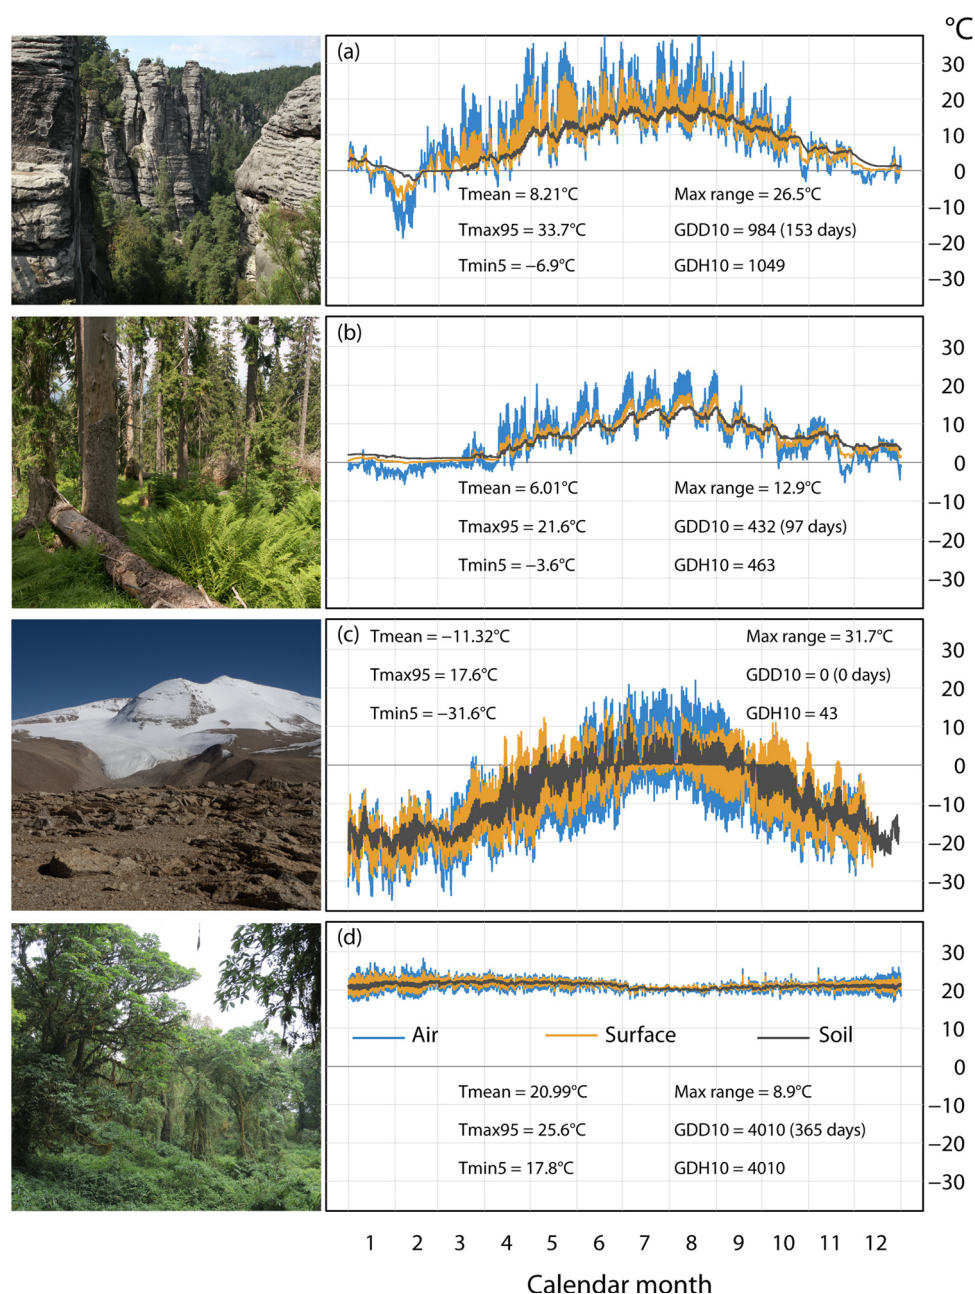 °C
(a)
30
20
10
0
−10
−20
−30
Tmean = 8.21°C Max range = 26.5°C
Tmax95 = 33.7°C GDD10 = 984 (153 days)
Tmin5 = −6.9°C GDH10 = 1049
(b)
30
20
10
0
−10
−20
−30
Tmean = 6.01°C Max range = 12.9°C
Tmax95 = 21.6°C GDD10 = 432 (97 days)
Tmin5 = −3.6°C GDH10 = 463
(c) Tmean = −11.32°C Max range = 31.7°C
Tmax95 = 17.6°C GDD10 = 0 (0 days)
Tmin5 = −31.6°C GDH10 = 43
30
20
10
0
−10
−20
−30
(d)
30
20
10
0
−10
−20
−30
Air Surface Soil
Tmean = 20.99°C Max range = 8.9°C
Tmax95 = 25.6°C GDD10 = 4010 (365 days)
Tmin5 = 17.8°C GDH10 = 4010
1 2 3 4 5 6 7 8 9 10 11 12
Calendar month